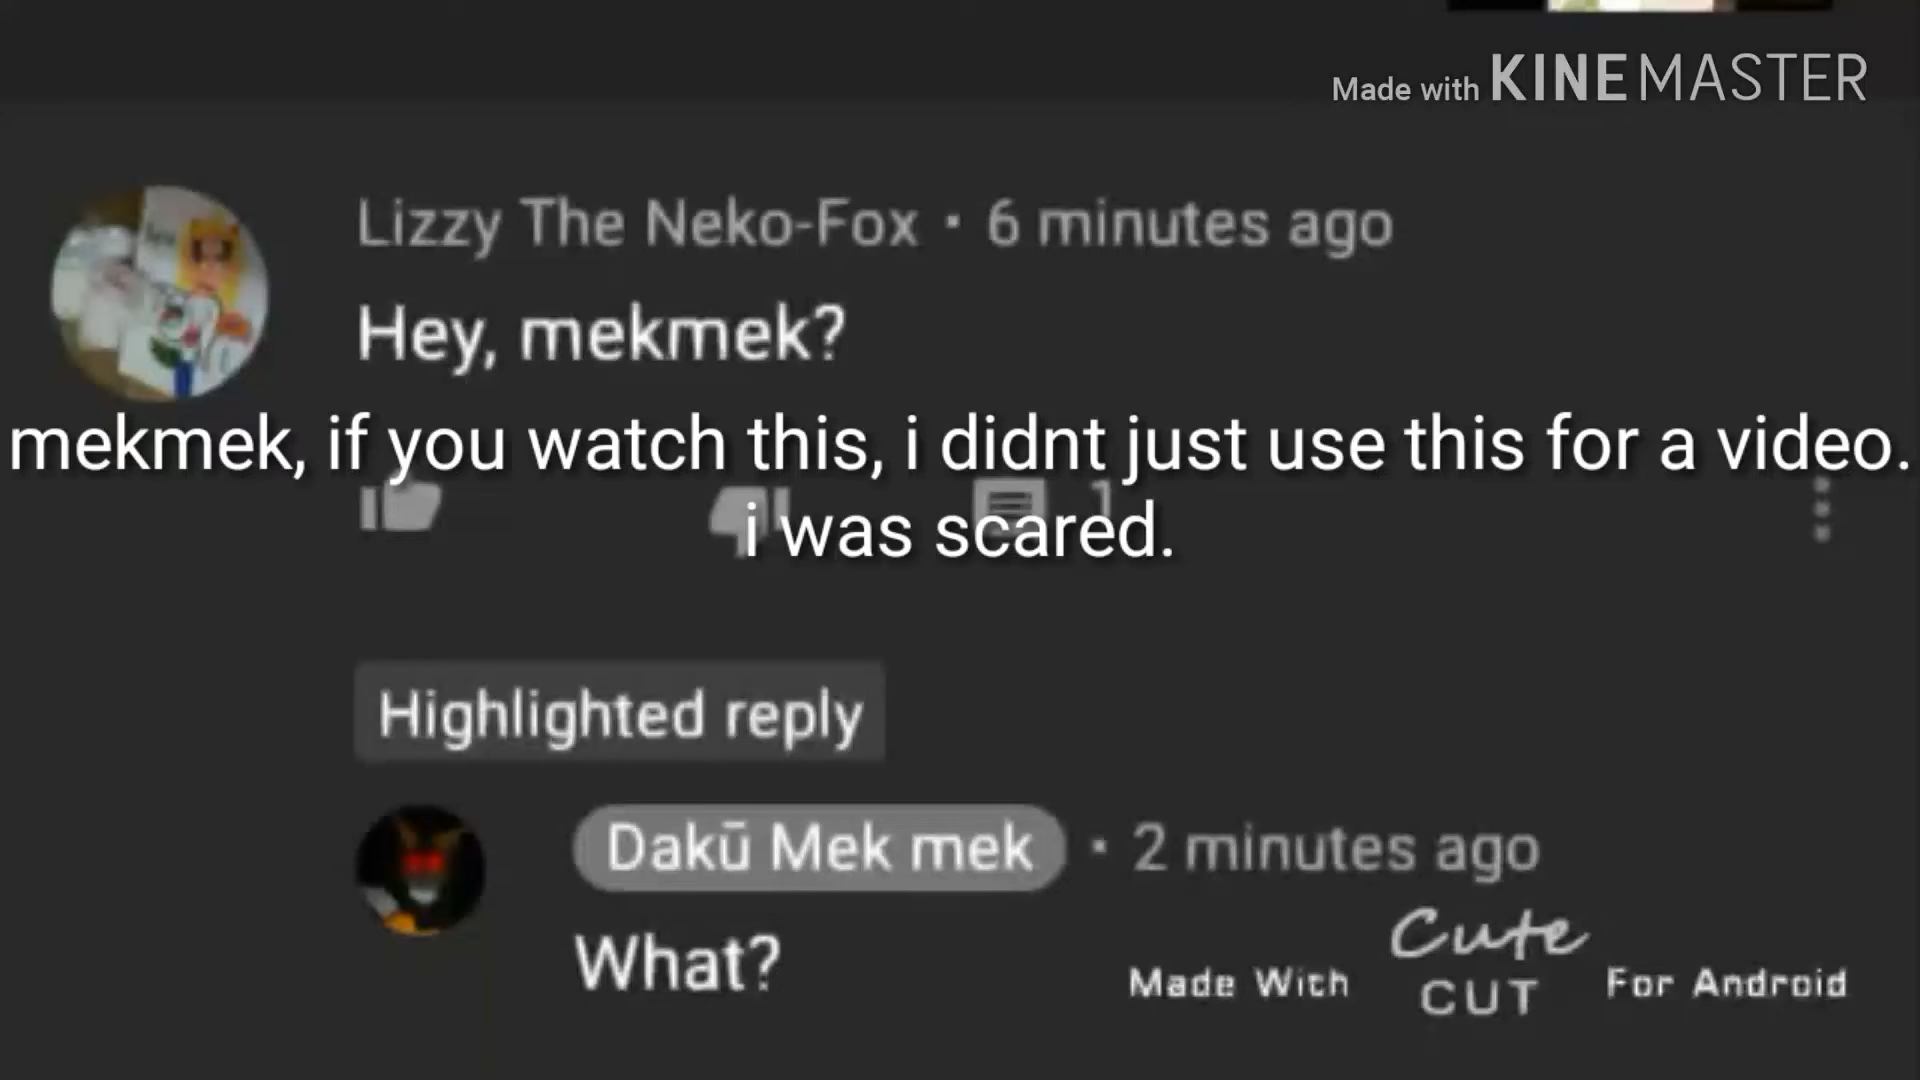 Made with KINEMASTER
Lizzy The Neko-Fox · 6 minutes ago
Hey, mekmek?
mekmek, if you watch this, i didnt just use this for a video.
i was scared.
1
Highlighted reply
Dakū Mek mek · 2 minutes ago
What?
Made With Cute CUT For Android